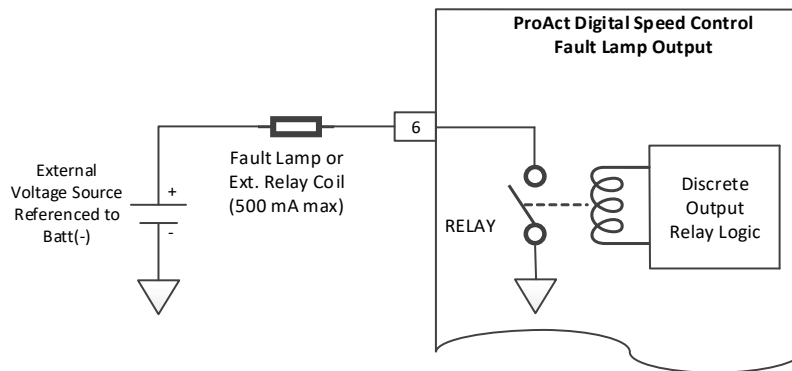 ProAct Digital Speed Control
Fault Lamp Output
6
Fault Lamp or
Ext. Relay Coil
(500 mA max)
External
Voltage Source
Referenced to
Batt(-)
+
-
RELAY
Discrete
Output
Relay Logic